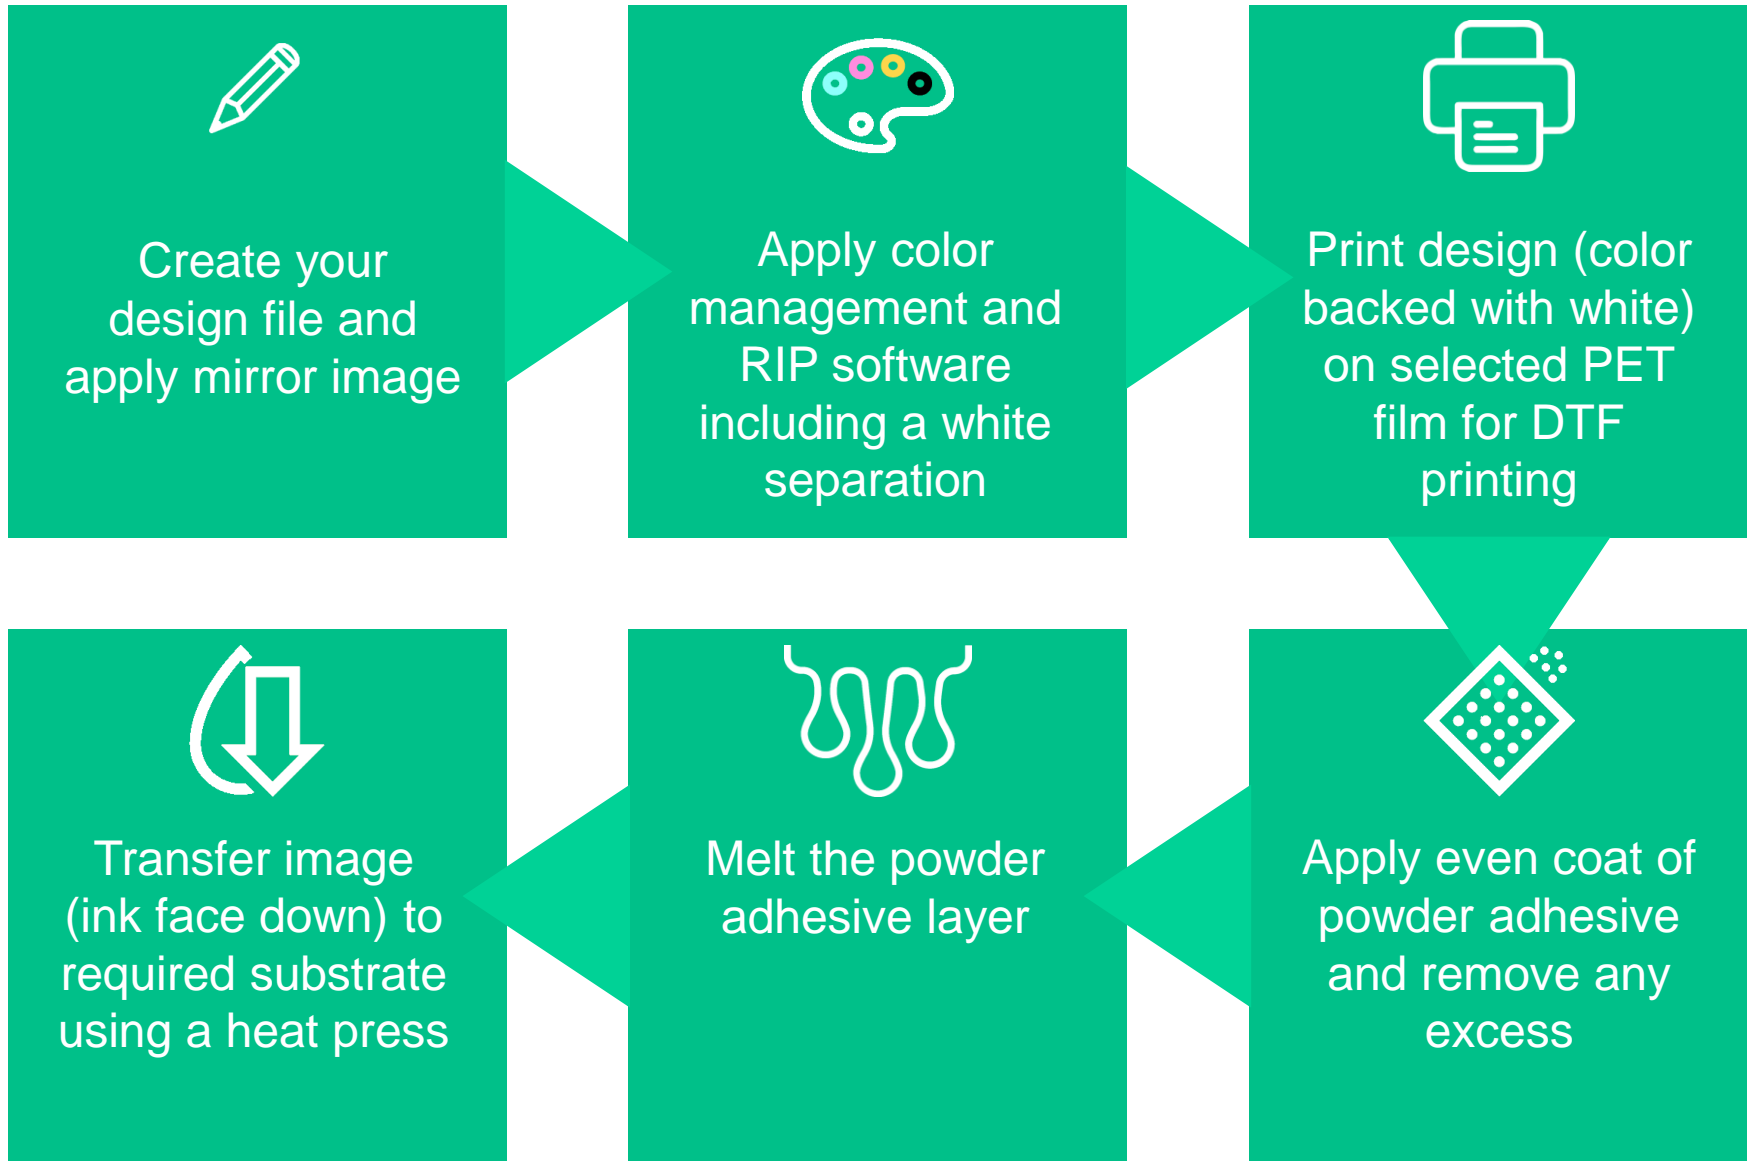 Create your
design file and
apply mirror image
Apply color
management and
RIP software
including a white
separation
Print design (color
backed with white)
on selected PET
film for DTF
printing
Apply even coat of
powder adhesive
and remove any
excess
Melt the powder
adhesive layer
Transfer image
(ink face down) to
required substrate
using a heat press